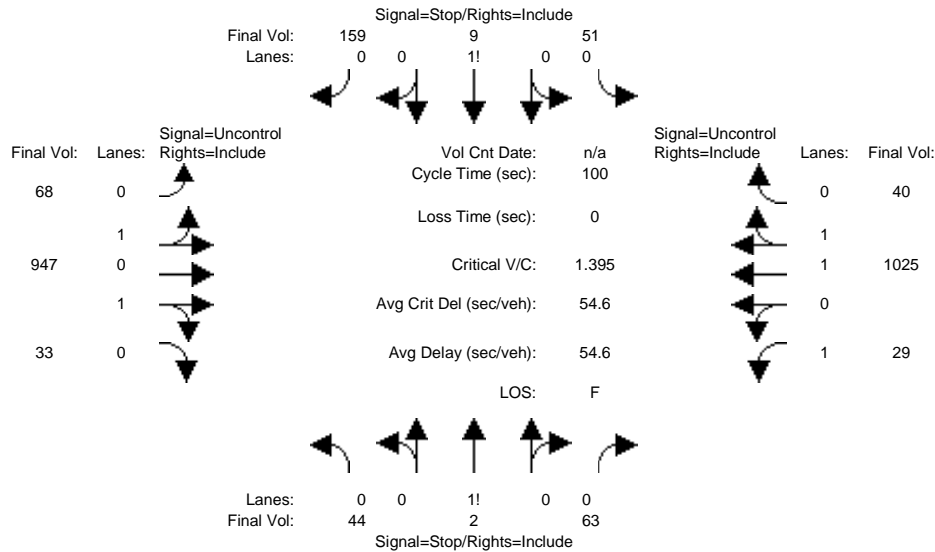 Signal=Stop/Rights=Include
Final Vol: 159 9 51
Lanes: 0 0 1! 0 0
Signal=Uncontrol Signal=Uncontrol
Final Vol: Lanes: Rights=Include Vol Cnt Date: n/a Rights=Include Lanes: Final Vol:
Cycle Time (sec): 100
68 0 0 40
Loss Time (sec): 0
1 1
947 0 Critical V/C: 1.395 1 1025
1 Avg Crit Del (sec/veh): 54.6 0
33 0 Avg Delay (sec/veh): 54.6 1 29
LOS: F
Lanes: 0 0 1! 0 0
Final Vol: 44 2 63
Signal=Stop/Rights=Include